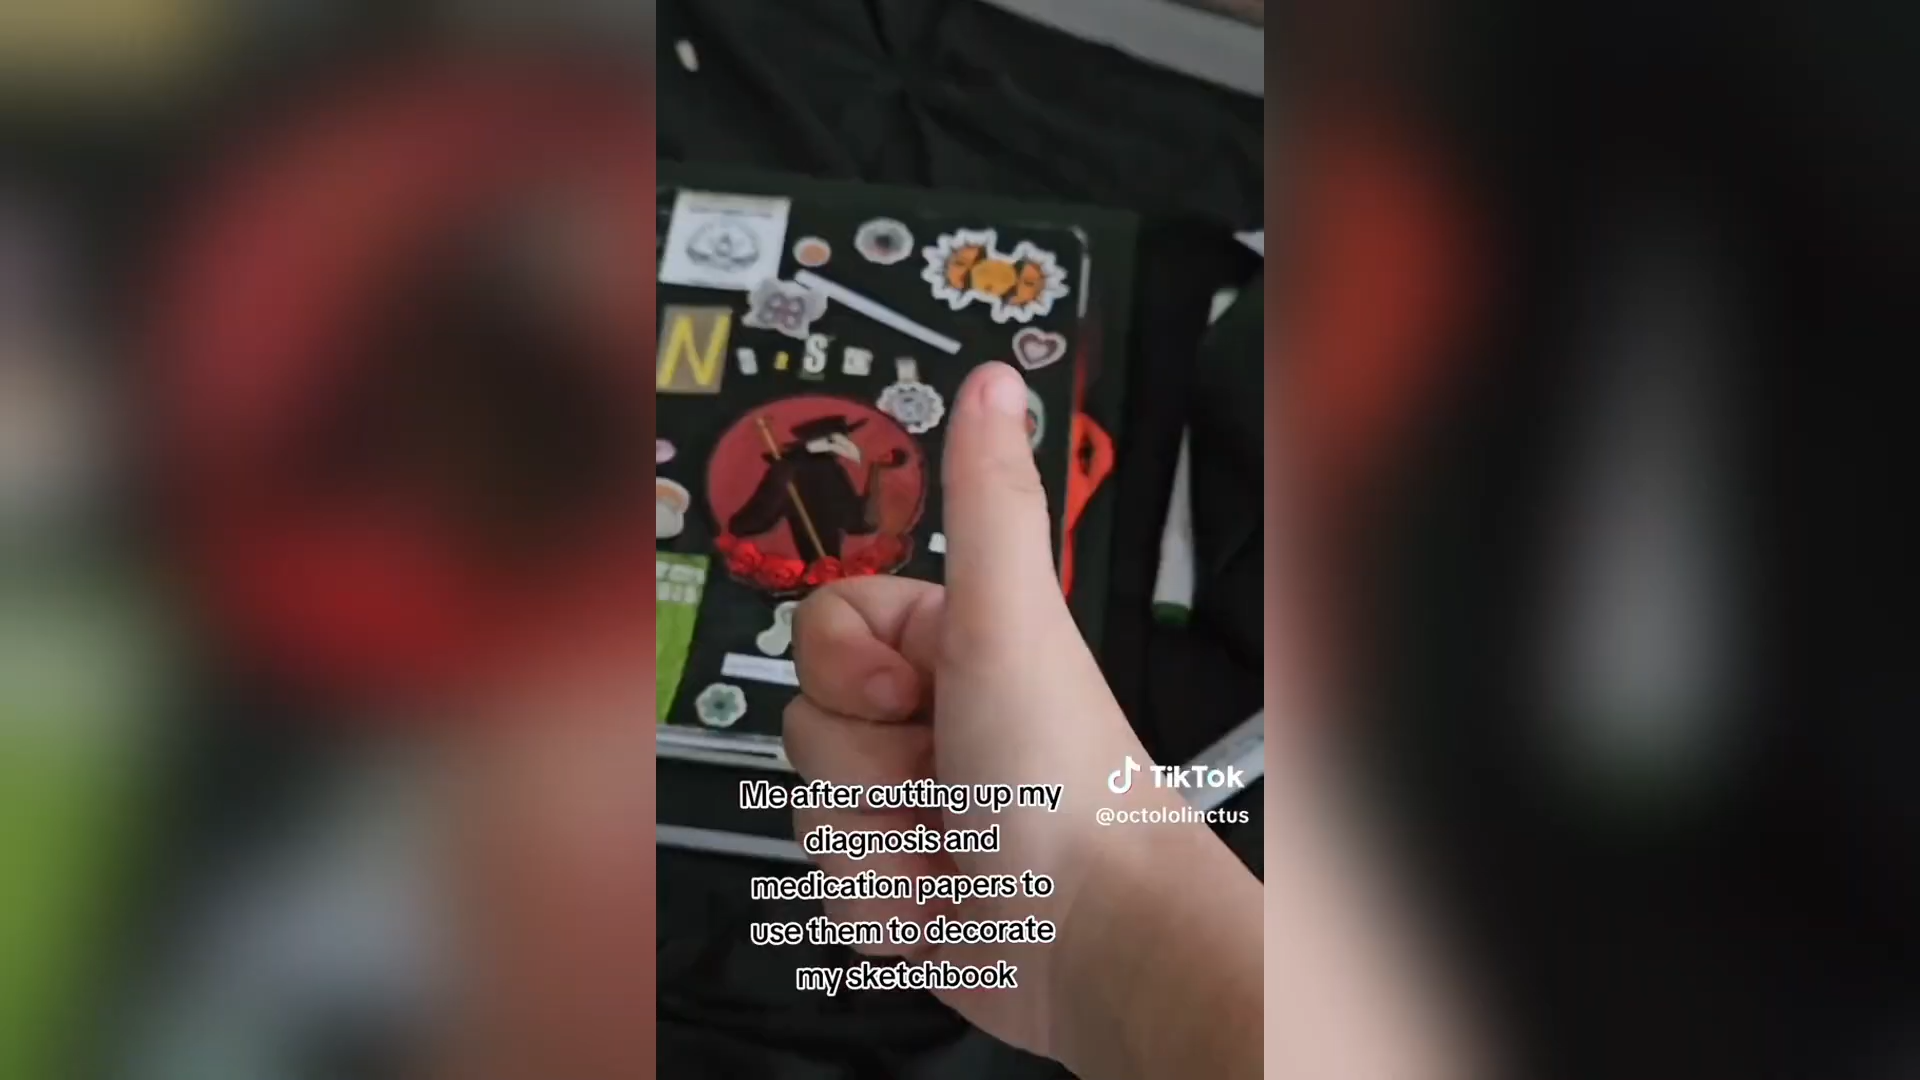 N
S
Me after cutting up my
diagnosis and
medication papers to
use them to decorate
my sketchbook
TikTok
@octololinctus